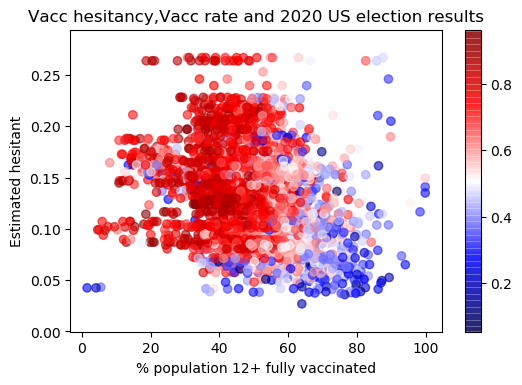 Vacc hesitancy,Vacc rate and 2020 US election results
0.25
0.20
0.15
0.10
0.05
0.00
Estimated hesitant
0 20 40 60 80 100
% population 12+ fully vaccinated
0.8
0.6
0.4
0.2